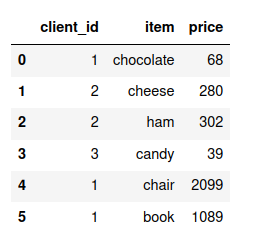 client_id item price
0 1 chocolate 68
1 2 cheese 280
2 2 ham 302
3 3 candy 39
4 1 chair 2099
5 1 book 1089